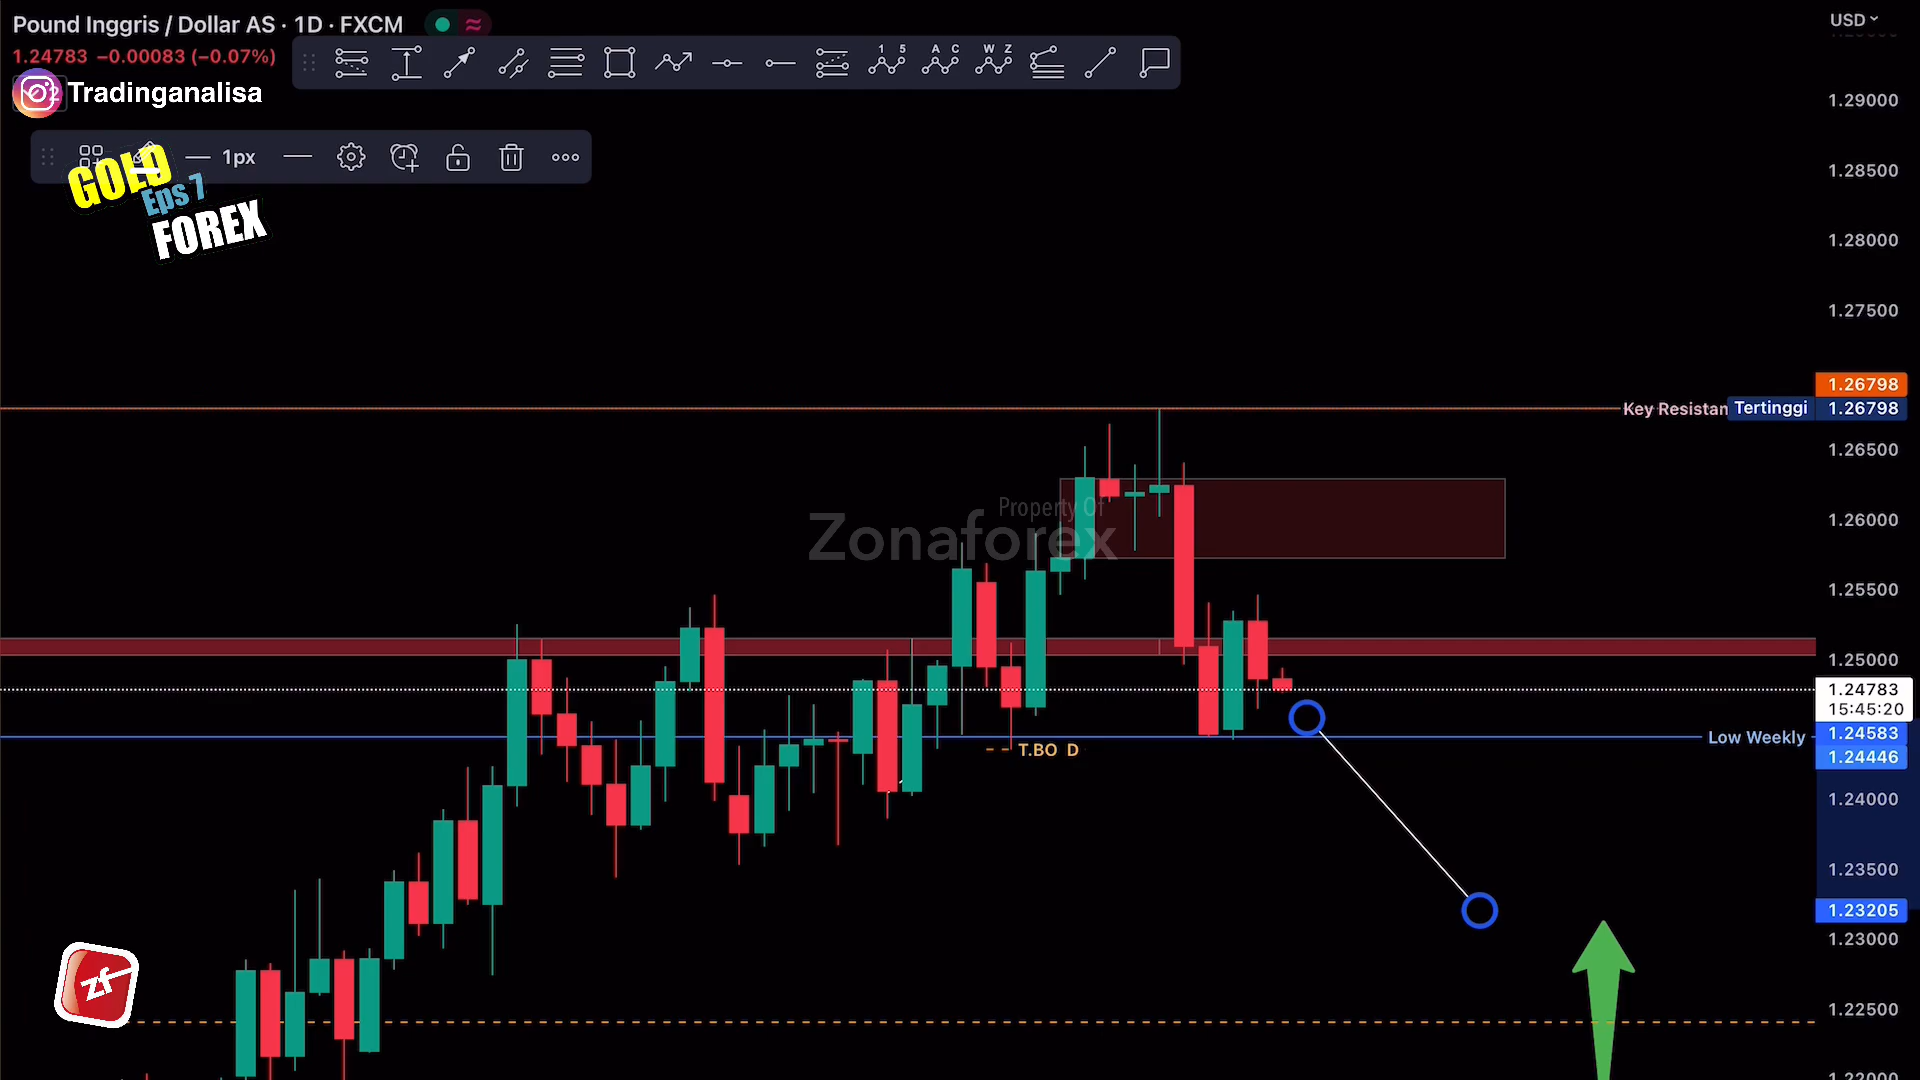 Pound Inggris / Dollar AS · 1D · FXCM
USD
1.24783 −0.00083 (−0.07%)
1 5
A C
W Z
Tradinganalisa
1px
GOLD
Eps 7
FOREX
1.29000
1.28500
1.28000
1.27500
1.26798
Key Resistan
Tertinggi
1.26798
1.26500
Property Of
Zonaforex
1.26000
1.25500
1.25000
1.24783
15:45:20
Low Weekly
1.24583
T.BO D
1.24446
1.24000
1.23500
1.23205
1.23000
zf
1.22500
1.22000